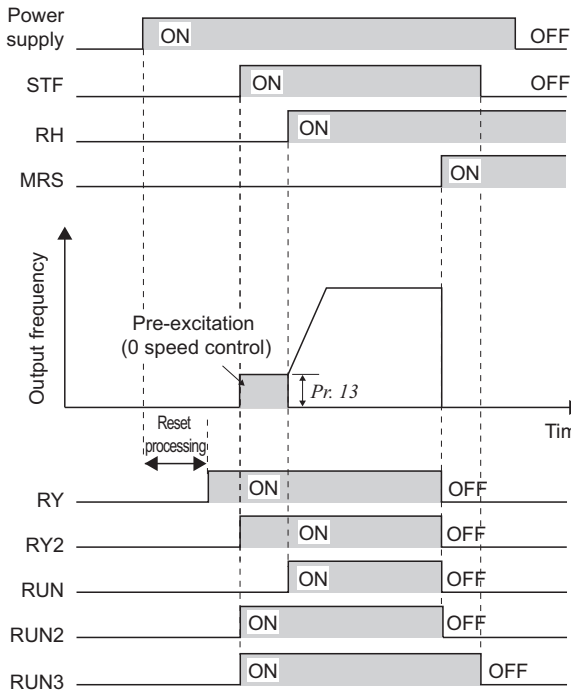 Power
supply
ON
OFF
STF
ON
OFF
RH
ON
MRS
ON
Output frequency
Pre-excitation
(0 speed control)
Pr. 13
Tim
Reset
processing
RY
ON
OFF
RY2
ON
OFF
RUN
ON
OFF
RUN2
ON
OFF
RUN3
ON
OFF